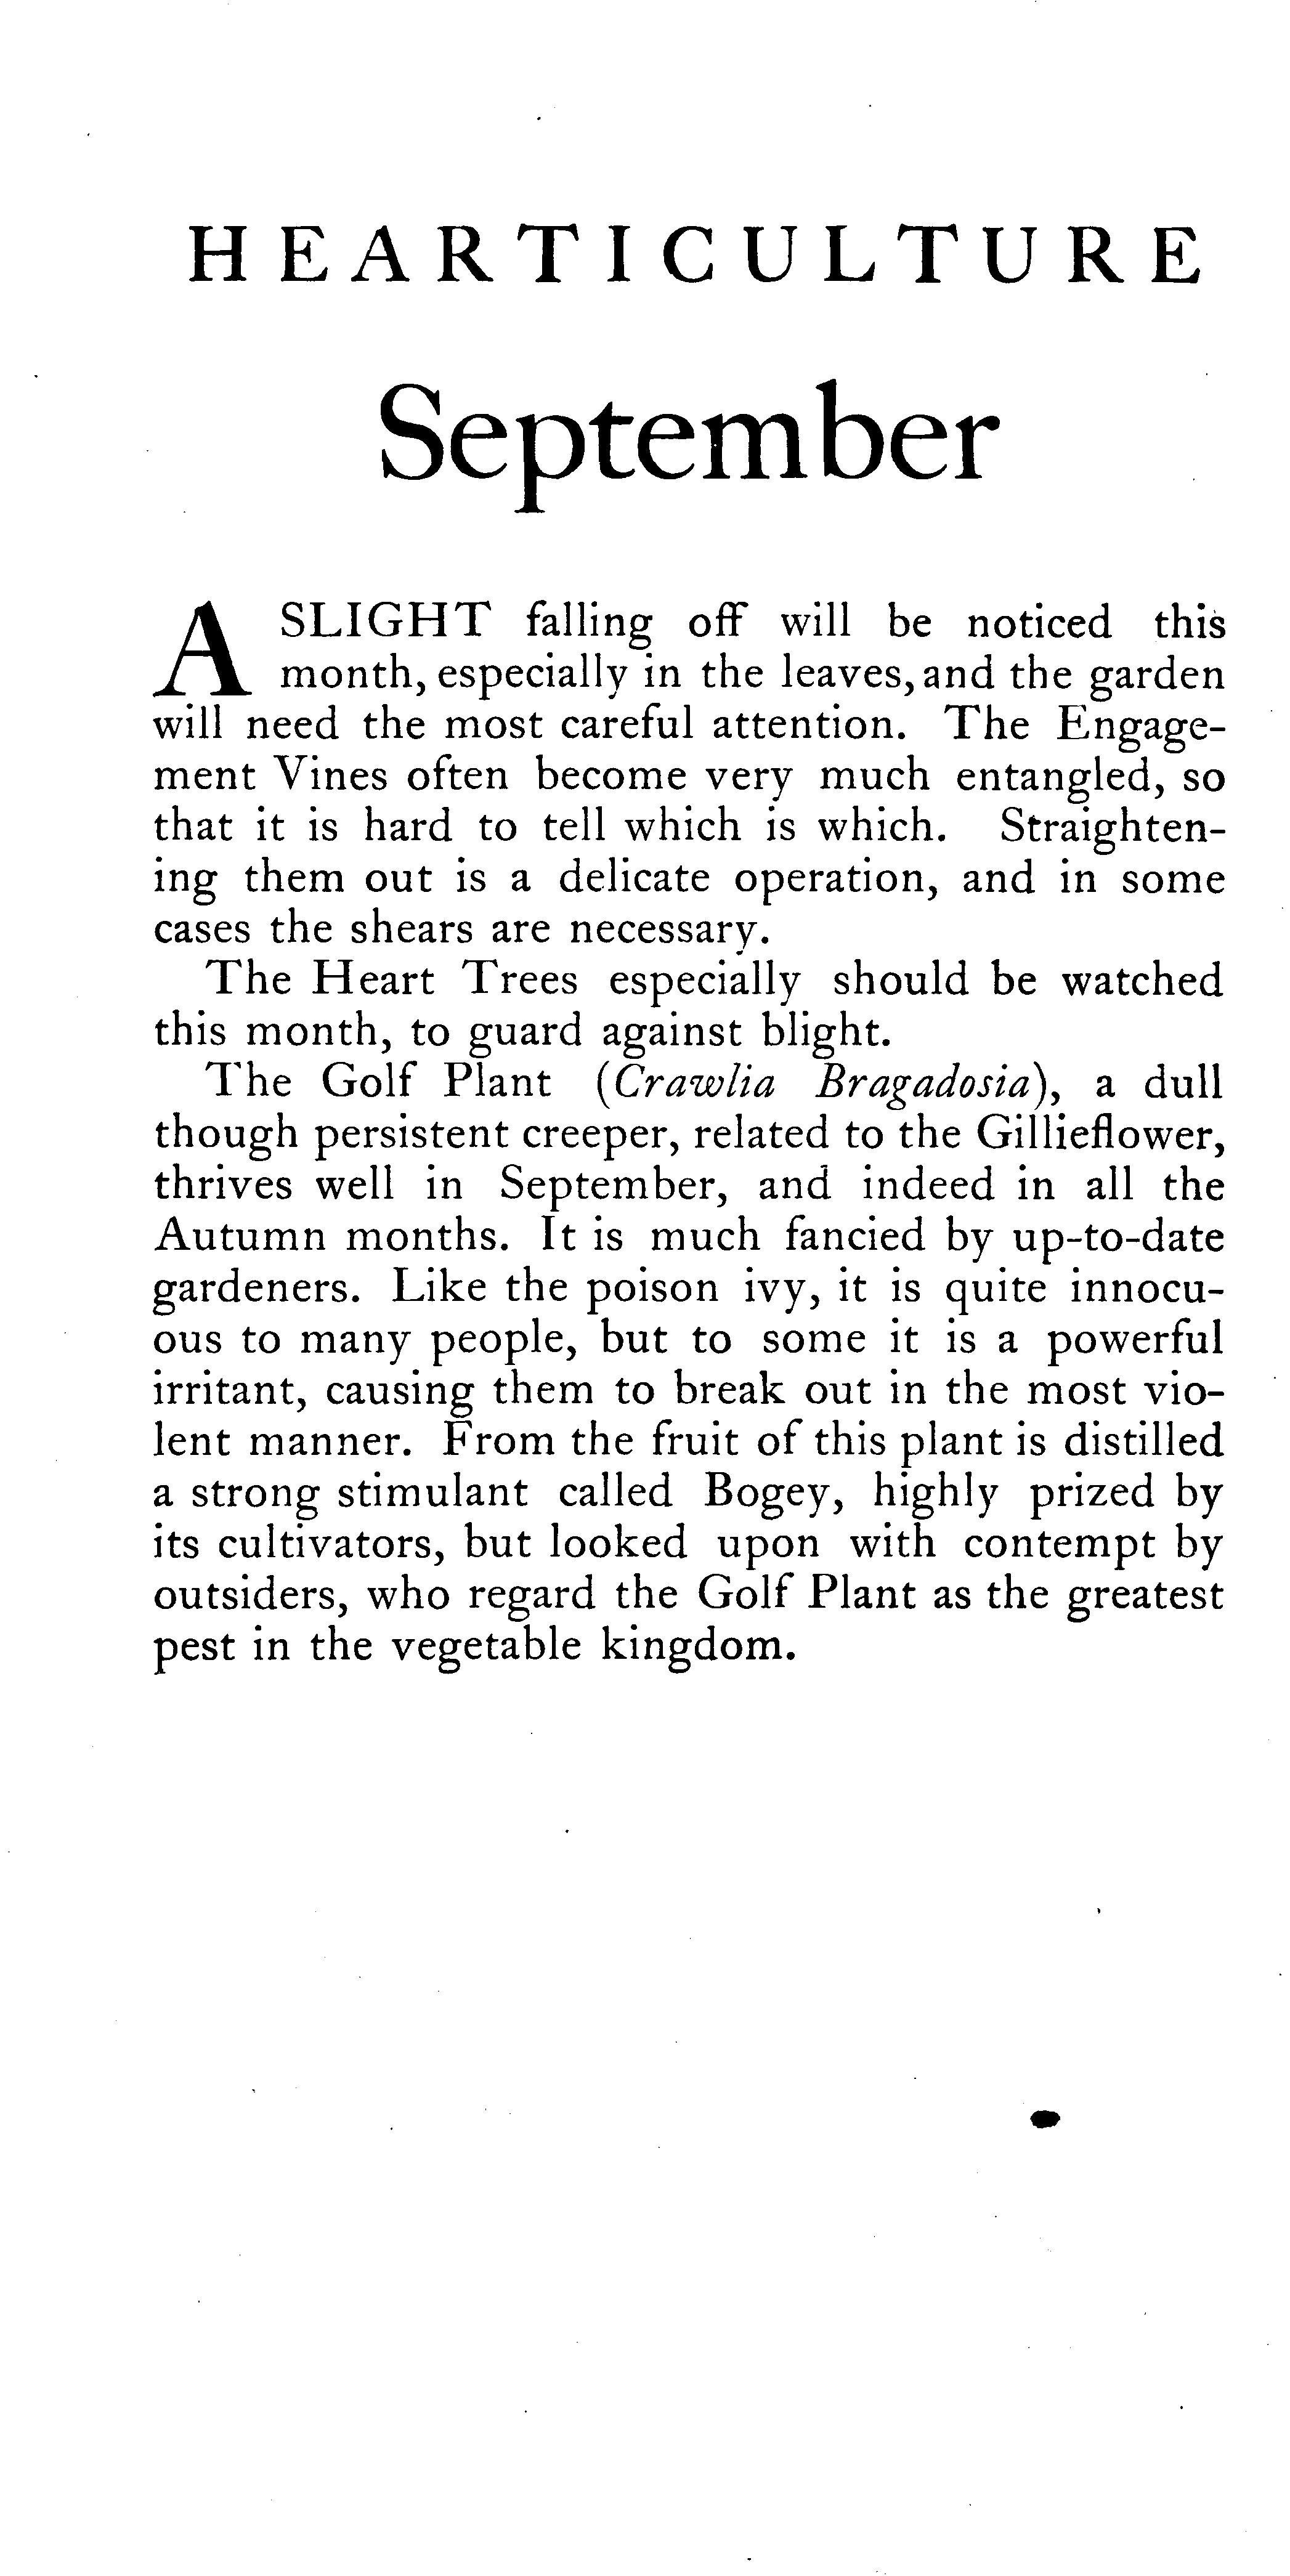 HEARTICULTURE
September
A SLIGHT falling off will be noticed this
month, especially in the leaves, and the garden
will need the most careful attention. The Engage-
ment Vines often become very much entangled, so
that it is hard to tell which is which. Straighten-
ing them out is a delicate operation, and in some
cases the shears are necessary.
The Heart Trees especially should be watched
this month, to guard against blight.
The Golf Plant (Crawlia Bragadosia), a dull
though persistent creeper, related to the Gillieflower,
thrives well in September, and indeed in all the
Autumn months. It is much fancied by up-to-date
gardeners. Like the poison ivy, it is quite innocu-
ous to many people, but to some it is a powerful
irritant, causing them to break out in the most vio-
lent manner. From the fruit of this plant is distilled
a strong stimulant called Bogey, highly prized by
its cultivators, but looked upon with contempt by
outsiders, who regard the Golf Plant as the greatest
pest in the vegetable kingdom.